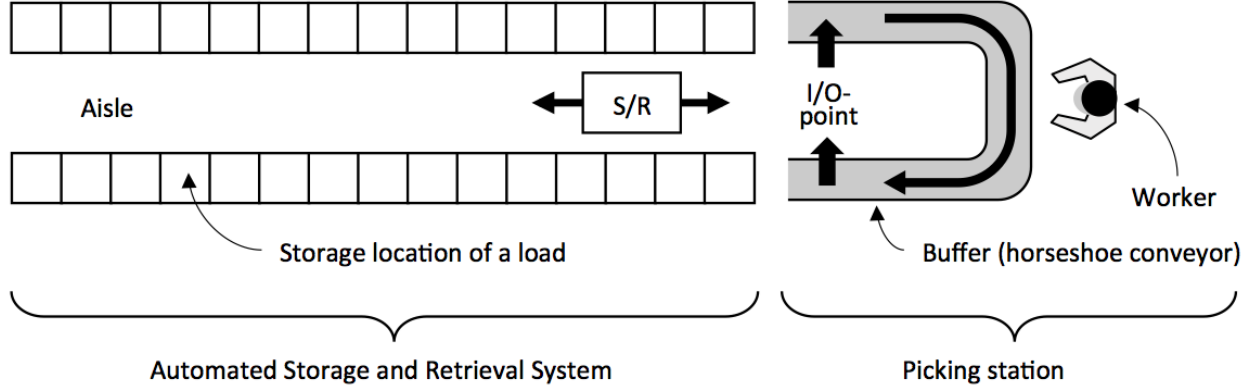 Aisle
S/R
I/O-
point
Worker
Storage location of a load
Buffer (horseshoe conveyor)
Automated Storage and Retrieval System
Picking station